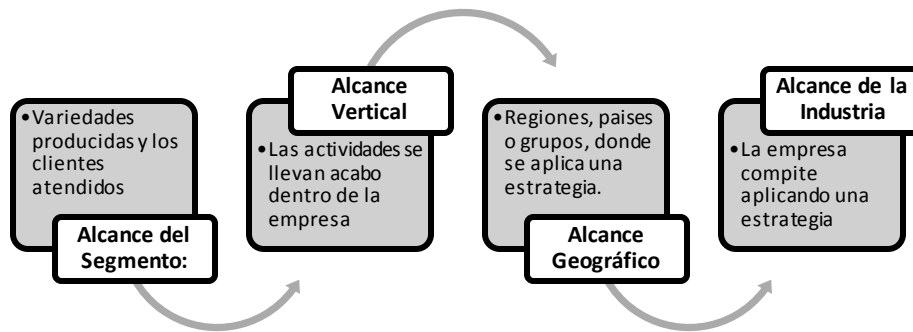 •Variedades
producidas y los
clientes
atendidos
Alcance del
Segmento:
Alcance
Vertical
•Las actividades se
llevan acabo
dentro de la
empresa
•Regiones, paises
o grupos, donde
se aplica una
estrategia.
Alcance
Geográfico
Alcance de la
Industria
•La empresa
compite
aplicando una
estrategia